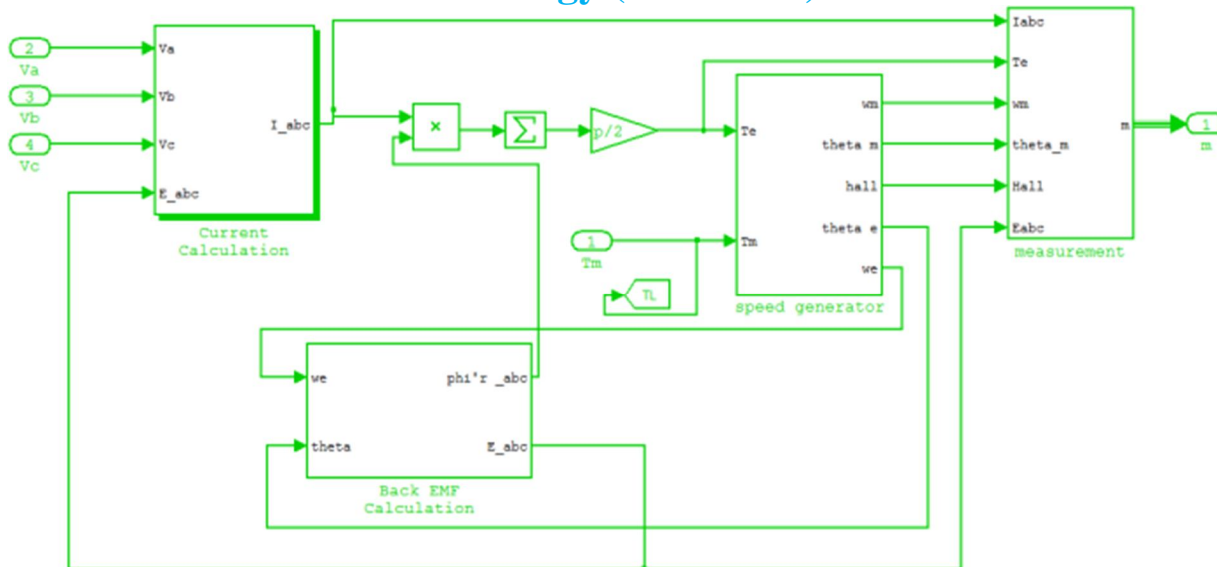 2
Va
3
Vb
4
Vc
Va
Vb
Vc
E_abc
I_abc
Current
Calculation
×
Σ
p/2
1
Tm
TL
Te
Tm
wm
theta m
hall
theta e
we
speed generator
Iabc
Te
wm
theta_m
Hall
Eabc
m
measurement
1
m
we
theta
phi'r _abc
E_abc
Back EMF
Calculation